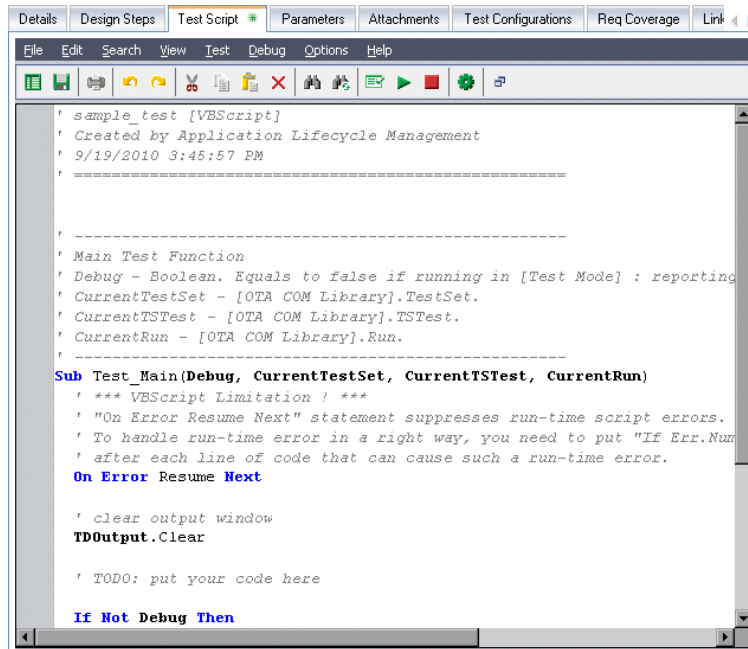 Details Design Steps Test Script * Parameters Attachments Test Configurations Req Coverage Link
File Edit Search View Test Debug Options Help
' sample_test [VBScript]
' Created by Application Lifecycle Management
' 9/19/2010 3:45:57 PM
' ====================================================
' ----------------------------------------------------
' Main Test Function
' Debug - Boolean. Equals to false if running in [Test Mode] : reporting
' CurrentTestSet - [OTA COM Library].TestSet.
' CurrentTSTest - [OTA COM Library].TSTest.
' CurrentRun - [OTA COM Library].Run.
' ----------------------------------------------------
Sub Test_Main(Debug, CurrentTestSet, CurrentTSTest, CurrentRun)
' *** VBScript Limitation ! ***
' "On Error Resume Next" statement suppresses run-time script errors.
' To handle run-time error in a right way, you need to put "If Err.Num
' after each line of code that can cause such a run-time error.
On Error Resume Next
' clear output window
TDOutput.Clear
' TODO: put your code here
If Not Debug Then